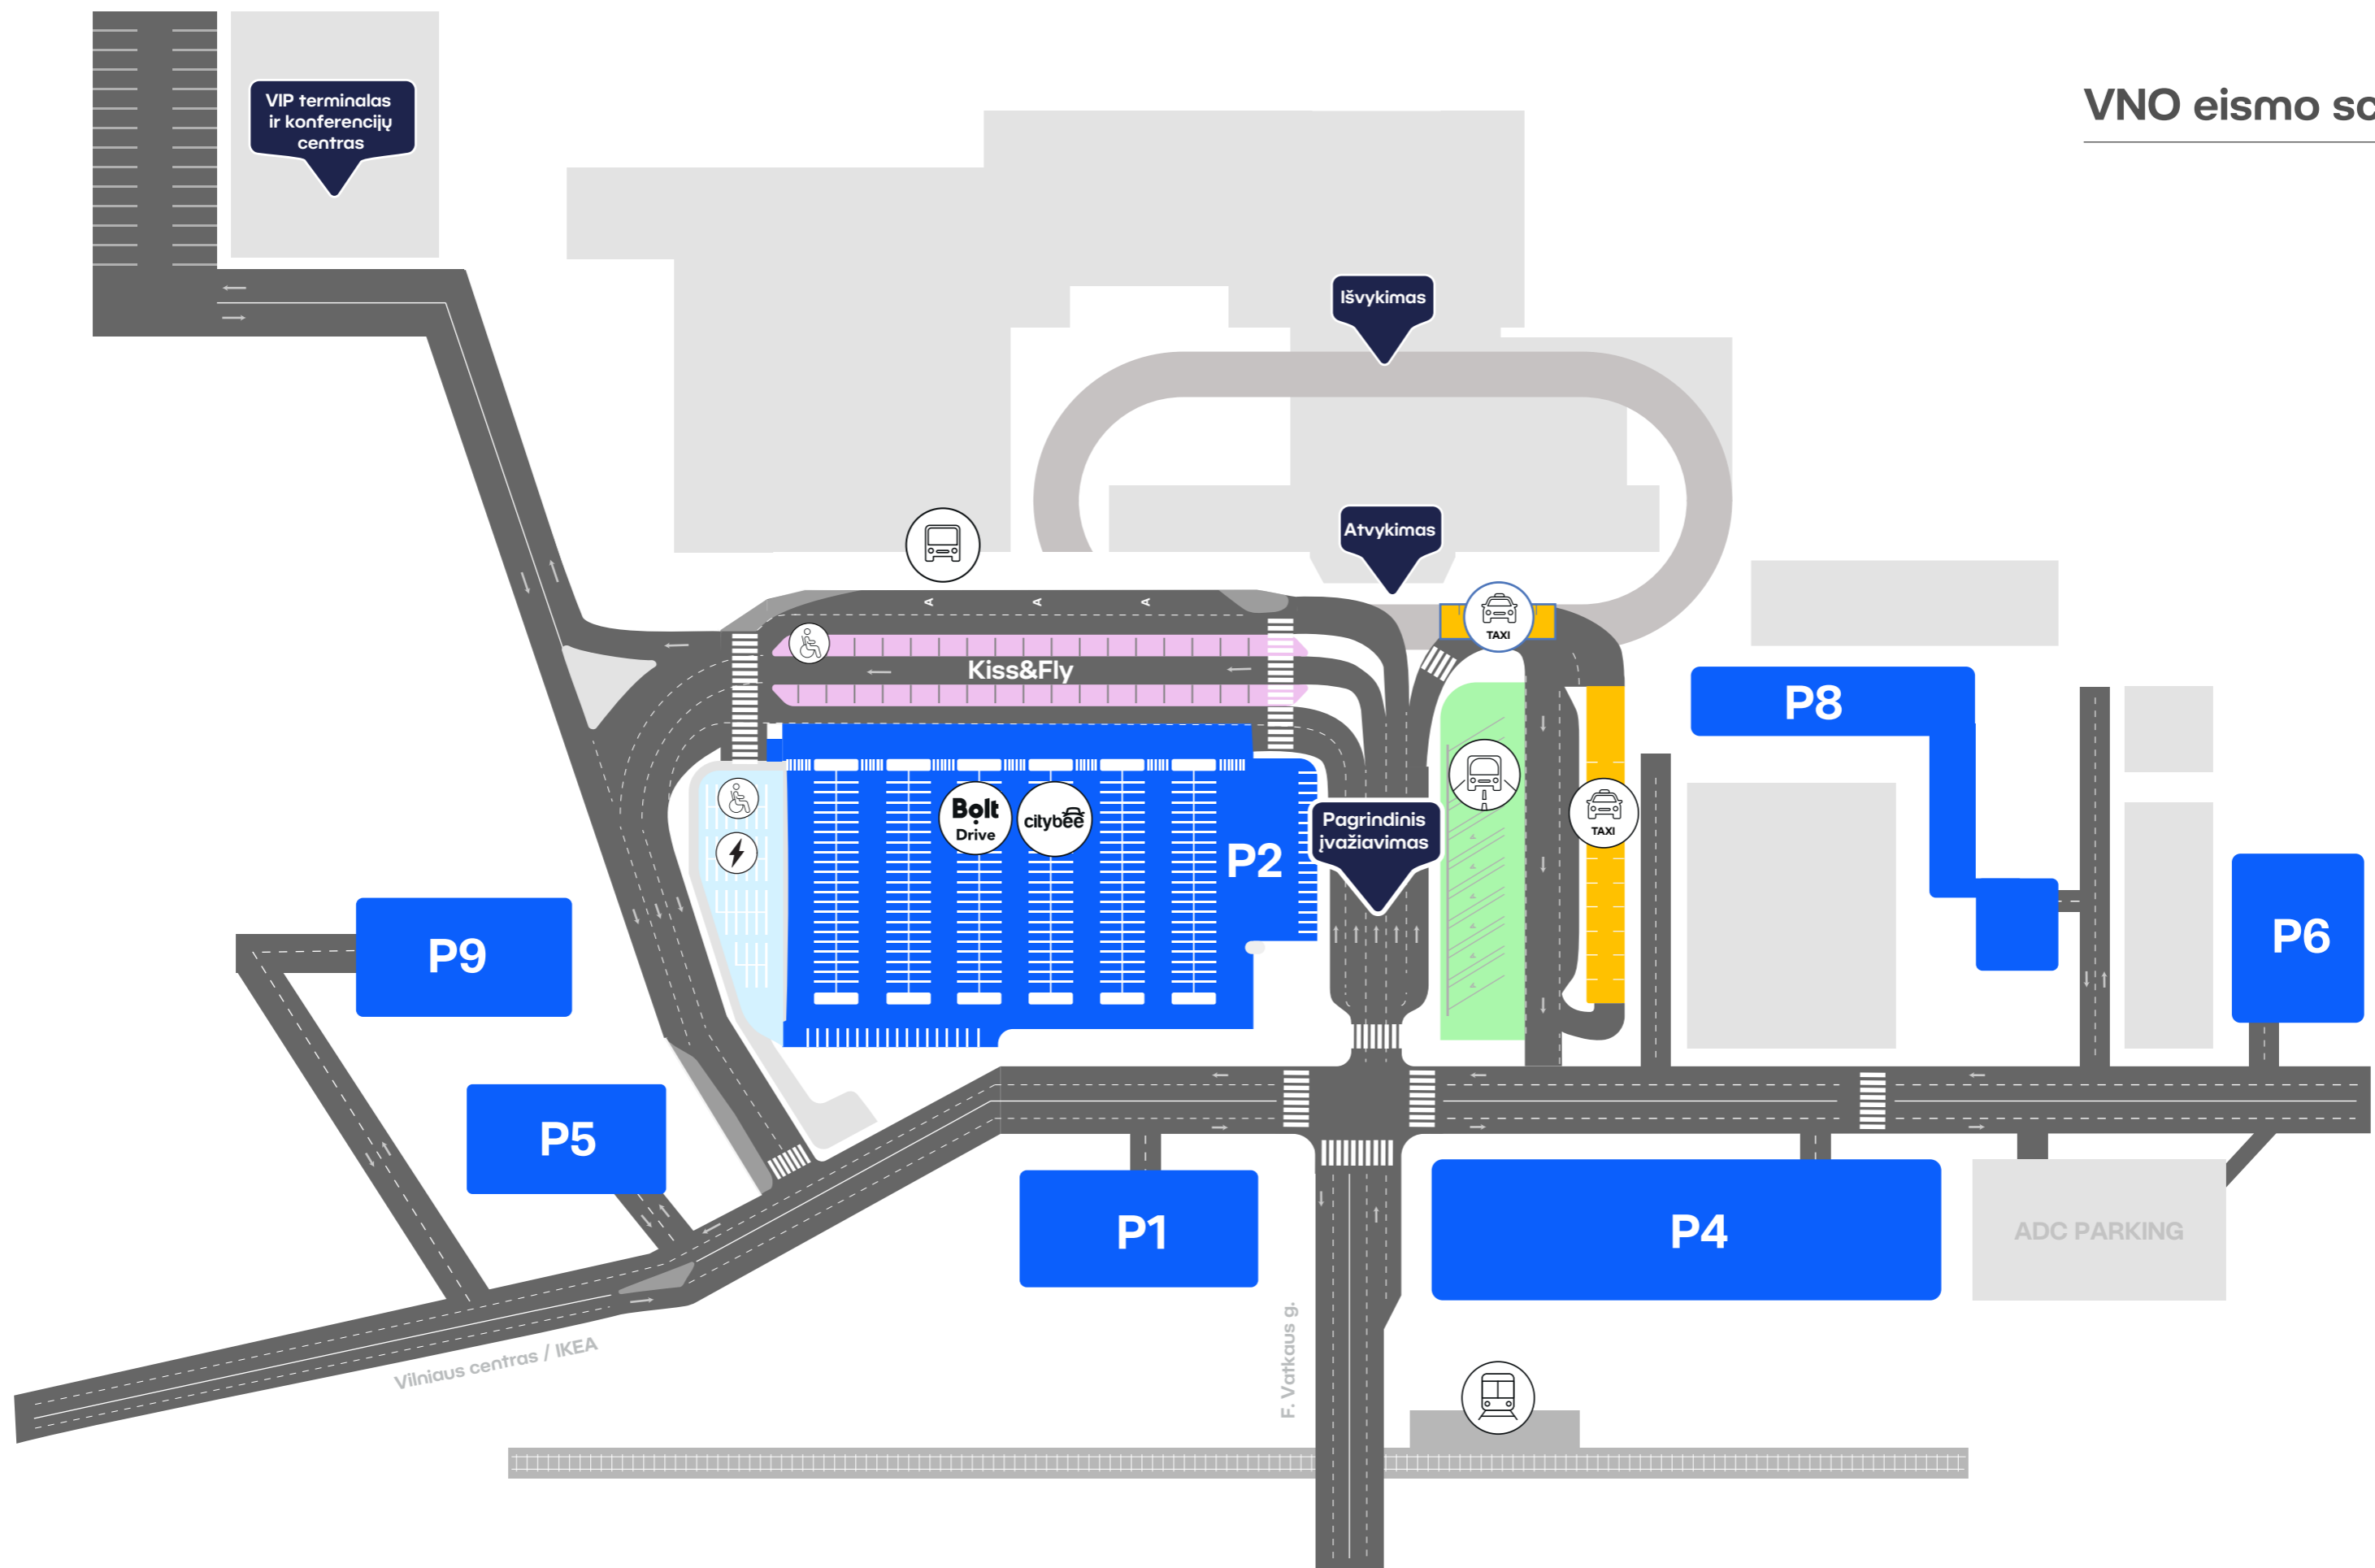 VNO eismo sc
VIP terminalas
ir konferencijų
centras
Išvykimas
Atvykimas
TAXI
A A A
Kiss&Fly
P8
Bolt
Drive
citybee
P2
Pagrindinis
įvažiavimas
TAXI
P9
P6
P5
P1
P4
ADC PARKING
Vilniaus centras / IKEA
F. Vatkaus g.